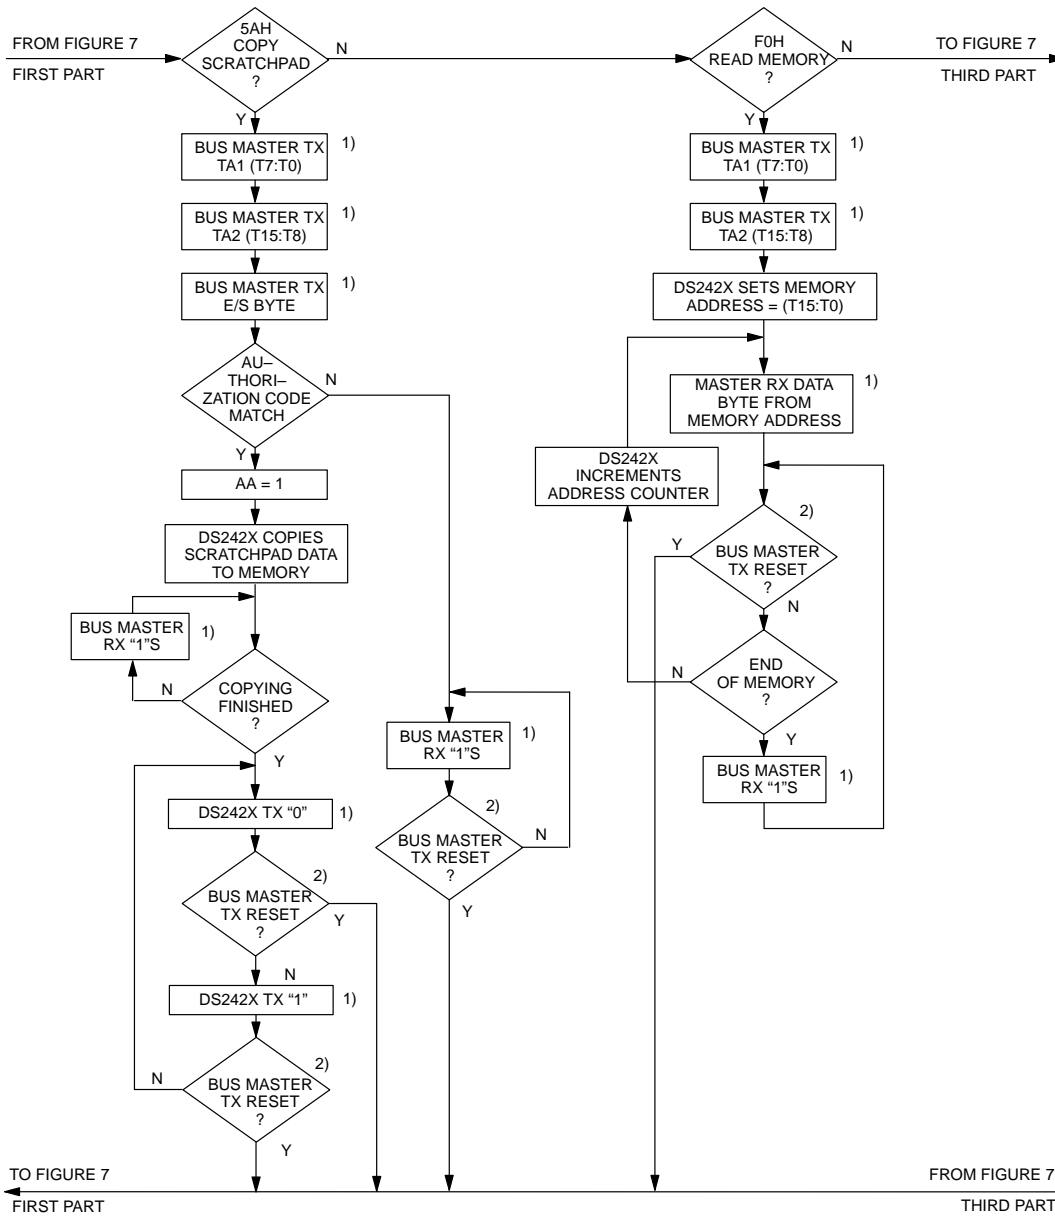 FROM FIGURE 7
FIRST PART
5AH
COPY
SCRATCHPAD
?
N
Y
F0H
READ MEMORY
?
N
Y
TO FIGURE 7
THIRD PART
BUS MASTER TX
TA1 (T7:T0)
1)
BUS MASTER TX
TA2 (T15:T8)
1)
BUS MASTER TX
E/S BYTE
1)
AU–
THORI–
ZATION CODE
MATCH
N
Y
AA = 1
DS242X COPIES
SCRATCHPAD DATA
TO MEMORY
BUS MASTER
RX “1”S
1)
N
COPYING
FINISHED
?
Y
DS242X TX “0”
1)
2)
BUS MASTER
TX RESET
?
Y
N
DS242X TX “1”
1)
2)
N
BUS MASTER
TX RESET
?
Y
BUS MASTER
RX “1”S
1)
2)
BUS MASTER
TX RESET
?
N
Y
BUS MASTER TX
TA1 (T7:T0)
1)
BUS MASTER TX
TA2 (T15:T8)
1)
DS242X SETS MEMORY
ADDRESS = (T15:T0)
MASTER RX DATA
BYTE FROM
MEMORY ADDRESS
1)
DS242X
INCREMENTS
ADDRESS COUNTER
2)
Y
BUS MASTER
TX RESET
?
N
N
END
OF MEMORY
?
Y
BUS MASTER
RX “1”S
1)
TO FIGURE 7
FIRST PART
FROM FIGURE 7
THIRD PART